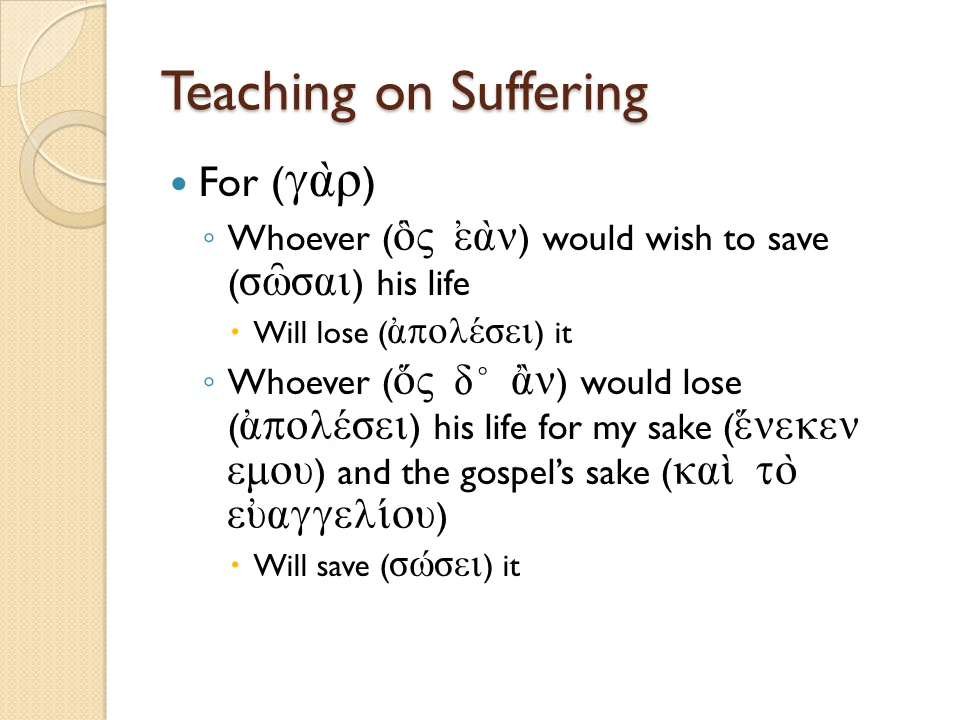 Teaching on Suffering
For (γὰρ)
Whoever (ὃς ἐὰν) would wish to save
(σῶσαι) his life
Will lose (ἀπολέσει) it
Whoever (ὅς δ᾽ ἂν) would lose
(ἀπολέσει) his life for my sake (ἕνεκεν
εμου) and the gospel’s sake (καὶ τὸ
εὐαγγελίου)
Will save (σώσει) it